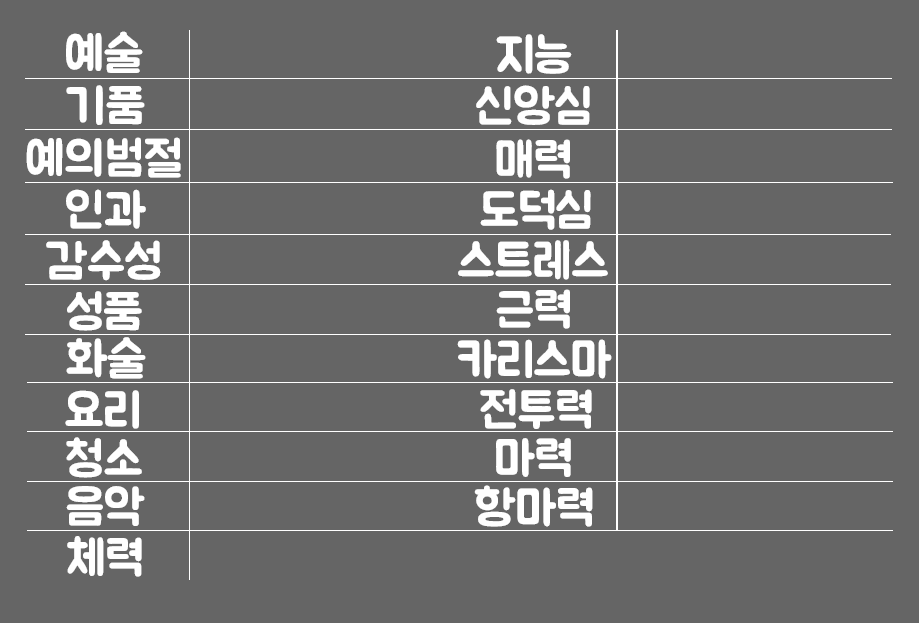 예술 지능
기품 신앙심
예의범절 매력
인과 도덕심
감수성 스트레스
성품 근력
화술 카리스마
요리 전투력
청소 마력
음악 항마력
체력